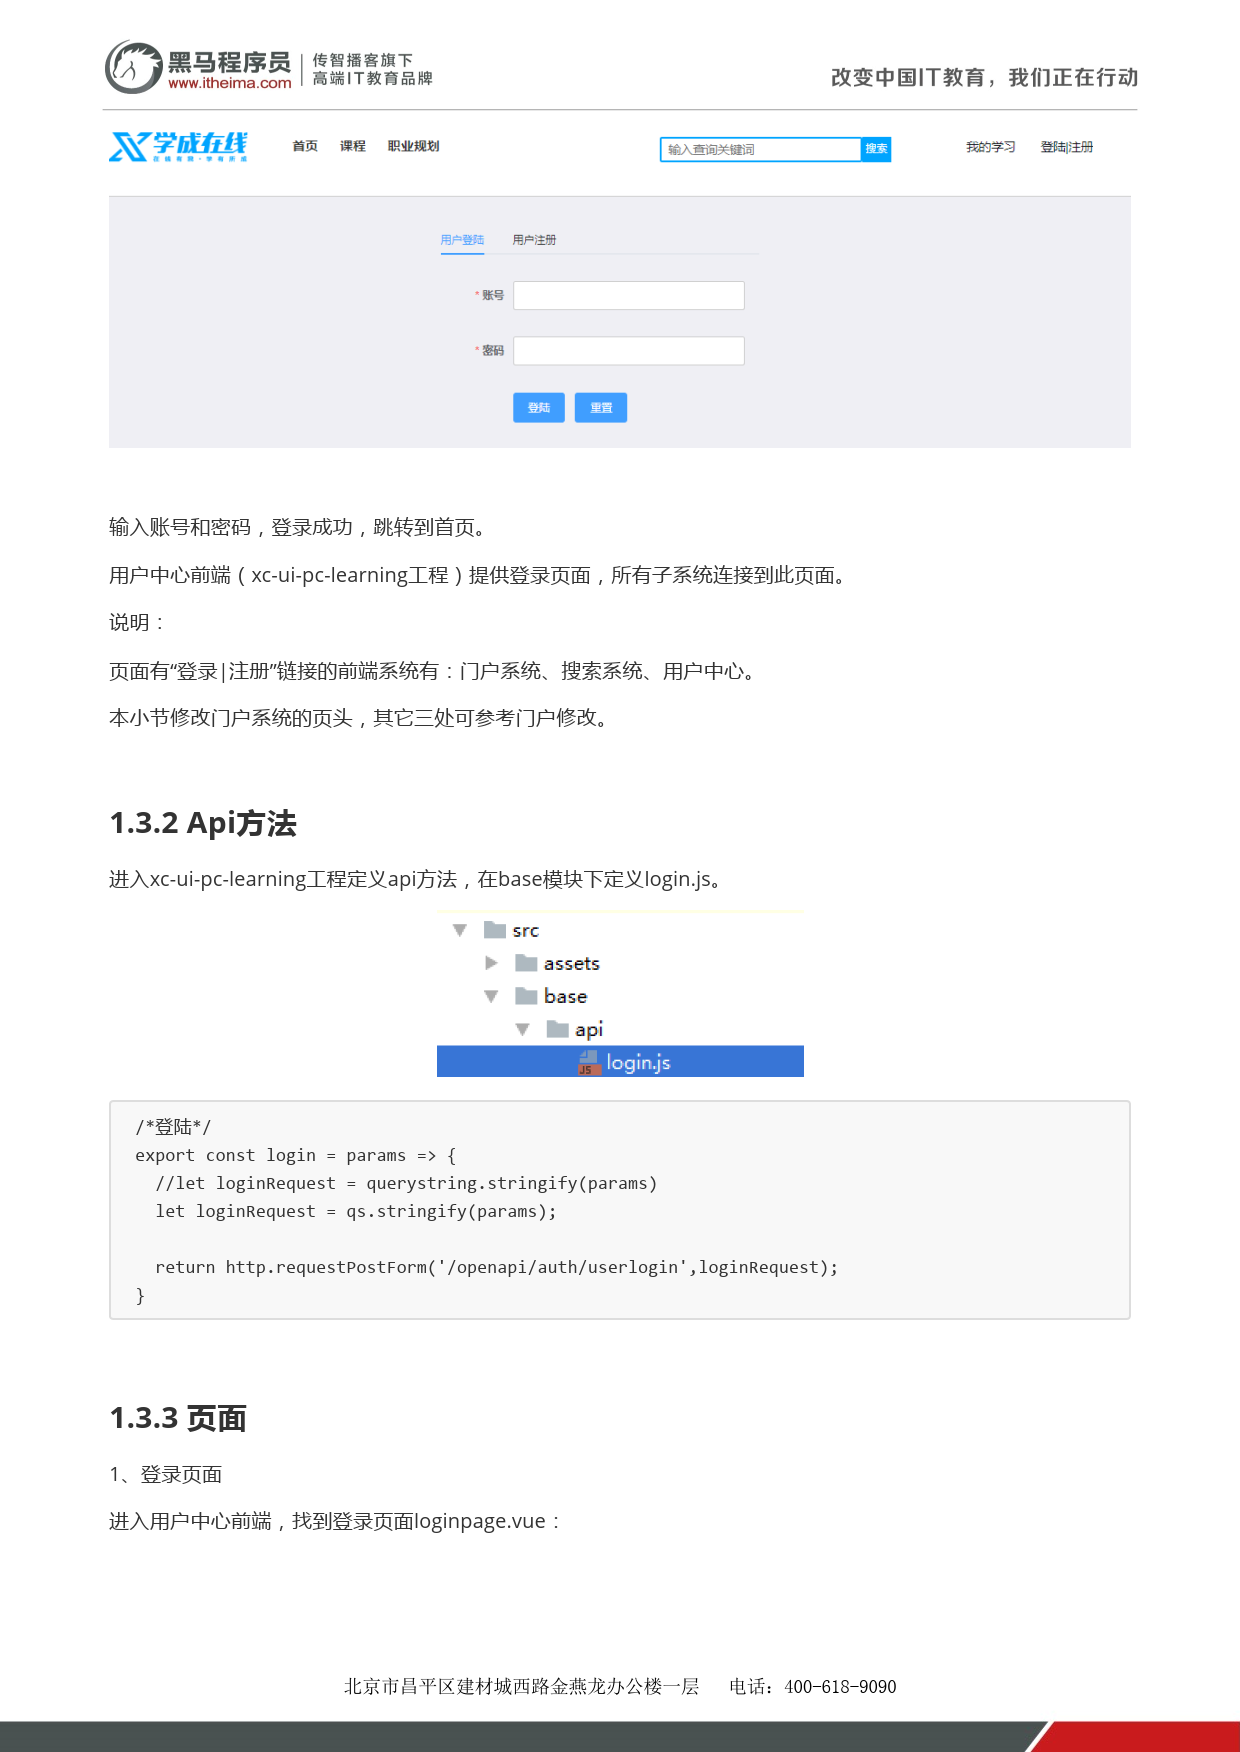 黑马程序员
www.itheima.com
传智播客旗下
高端IT教育品牌
改变中国IT教育，我们正在行动
学成在线
在线有限·学有所成
首页 课程 职业规划
输入查询关键词 搜索
我的学习 登陆|注册
用户登陆 用户注册
* 账号
* 密码
登陆 重置
输入账号和密码，登录成功，跳转到首页。
用户中心前端（xc-ui-pc-learning工程）提供登录页面，所有子系统连接到此页面。
说明：
页面有“登录|注册”链接的前端系统有：门户系统、搜索系统、用户中心。
本小节修改门户系统的页头，其它三处可参考门户修改。
1.3.2 Api方法
进入xc-ui-pc-learning工程定义api方法，在base模块下定义login.js。
src
assets
base
api
JS login.js
/*登陆*/
export const login = params => {
  //let loginRequest = querystring.stringify(params)
  let loginRequest = qs.stringify(params);
  return http.requestPostForm('/openapi/auth/userlogin',loginRequest);
}
1.3.3 页面
1、登录页面
进入用户中心前端，找到登录页面loginpage.vue：
北京市昌平区建材城西路金燕龙办公楼一层 电话：400-618-9090